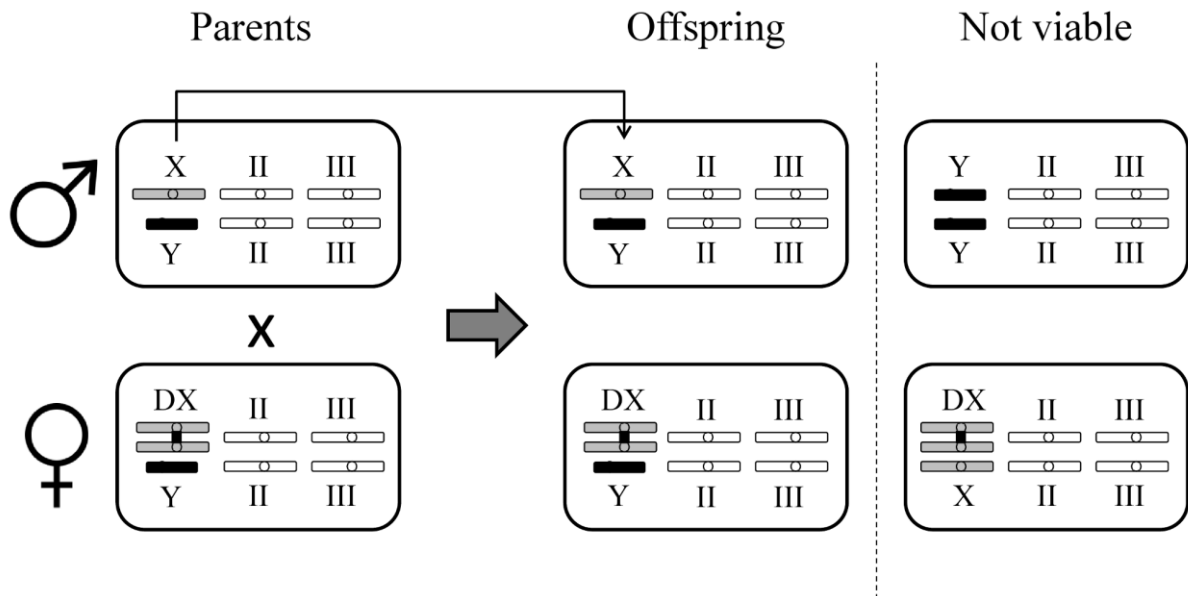 Parents Offspring Not viable
X II III X II III Y II III
Y II III Y II III Y II III
X
DX II III DX II III DX II III
Y II III Y II III X II III